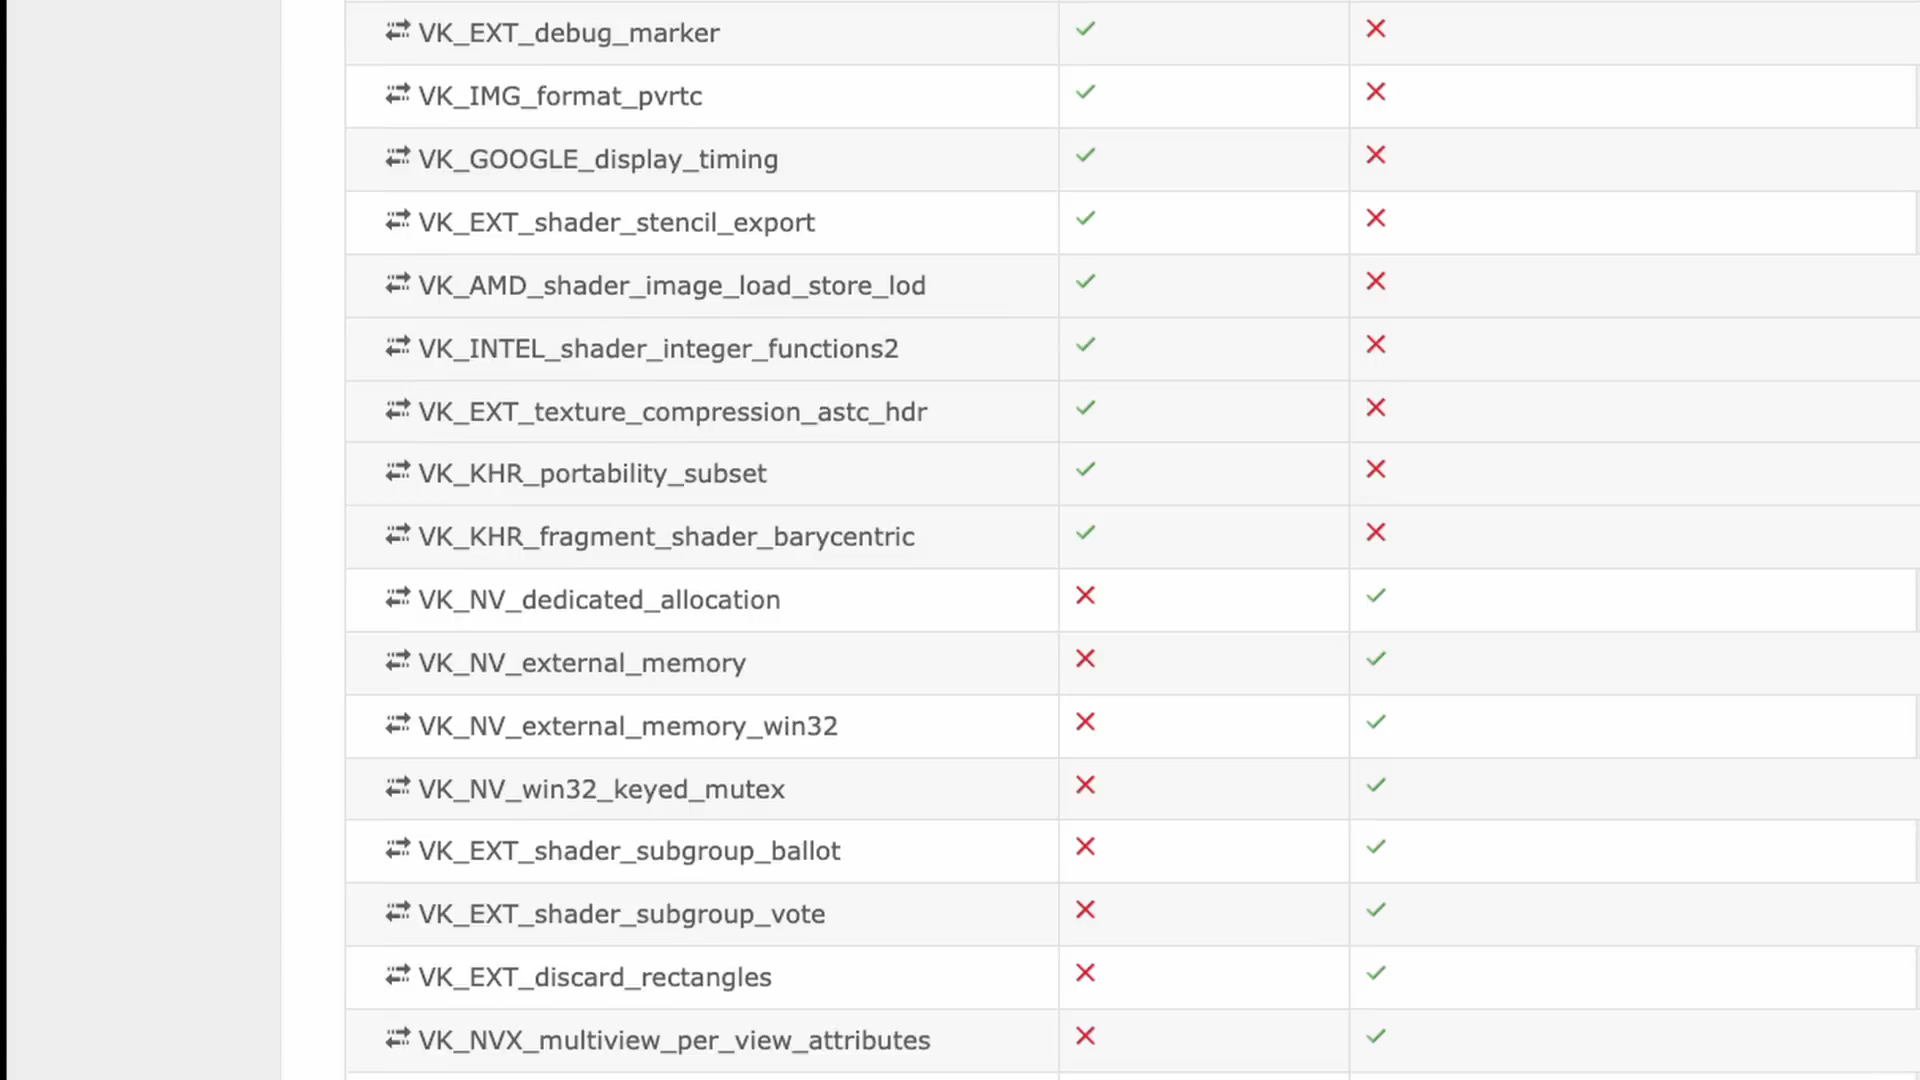 VK_EXT_debug_marker
VK_IMG_format_pvrtc
VK_GOOGLE_display_timing
VK_EXT_shader_stencil_export
VK_AMD_shader_image_load_store_lod
VK_INTEL_shader_integer_functions2
VK_EXT_texture_compression_astc_hdr
VK_KHR_portability_subset
VK_KHR_fragment_shader_barycentric
VK_NV_dedicated_allocation
VK_NV_external_memory
VK_NV_external_memory_win32
VK_NV_win32_keyed_mutex
VK_EXT_shader_subgroup_ballot
VK_EXT_shader_subgroup_vote
VK_EXT_discard_rectangles
VK_NVX_multiview_per_view_attributes